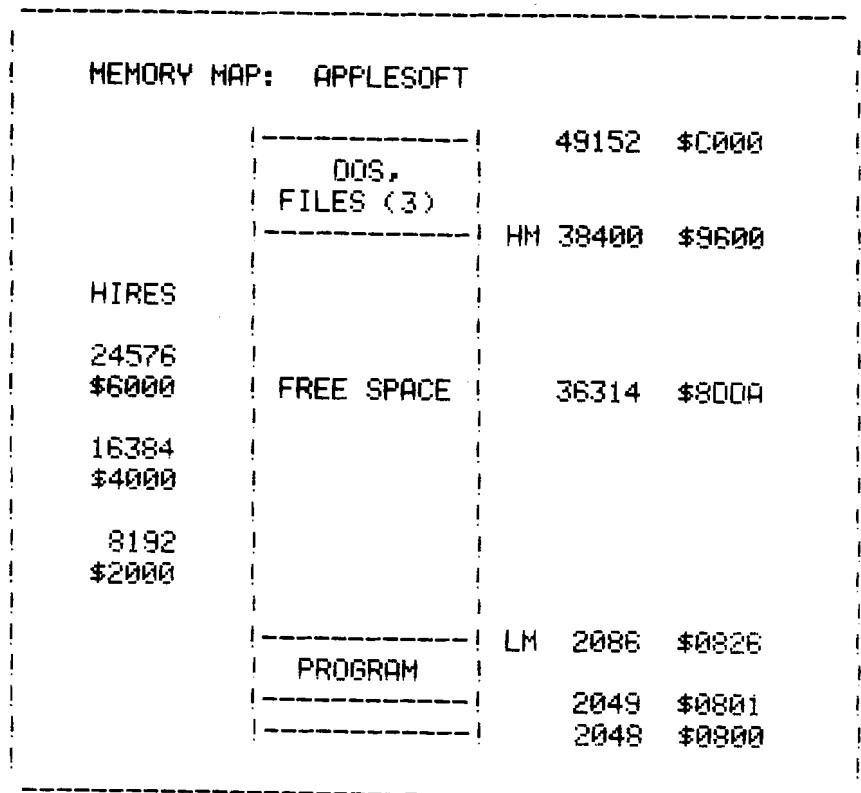 MEMORY MAP: APPLESOFT
49152 $C000
DOS,
FILES (3)
HM 38400 $9600
HIRES
24576
$6000 FREE SPACE 36314 $8DDA
16384
$4000
8192
$2000
LM 2086 $0826
PROGRAM
2049 $0801
2048 $0800